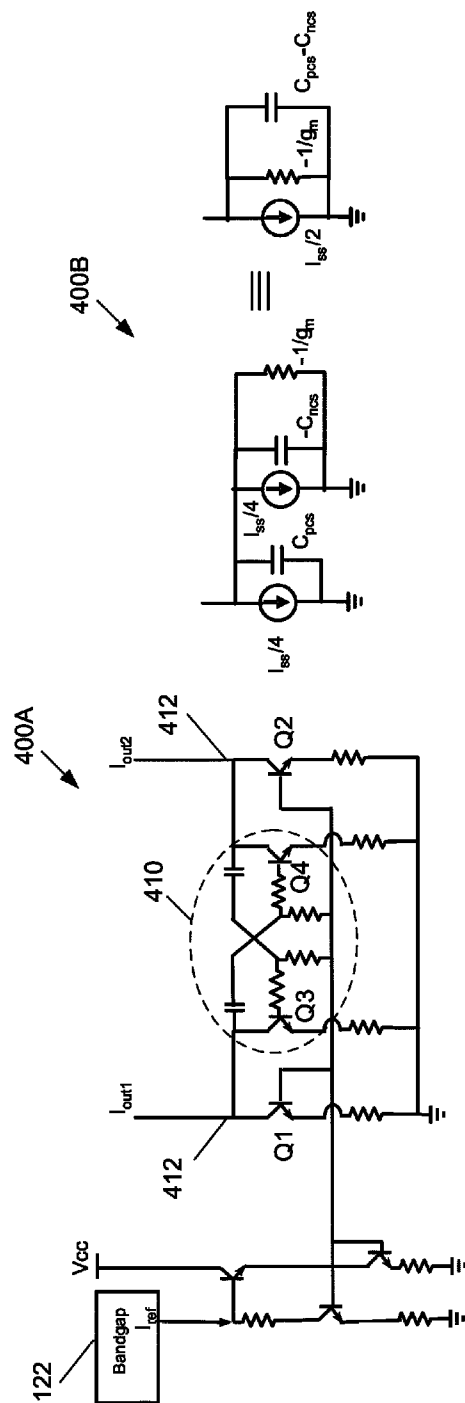 400A
400B
122
Bandgap
I_ref
Vcc
412
I_out1
410
I_out2
412
Q1
Q3
Q4
Q2
I_ss/4
C_pcs
I_ss/4
-C_ncs
-1/g_m
≡
I_ss/2
-1/g_m
C_pcs-C_ncs